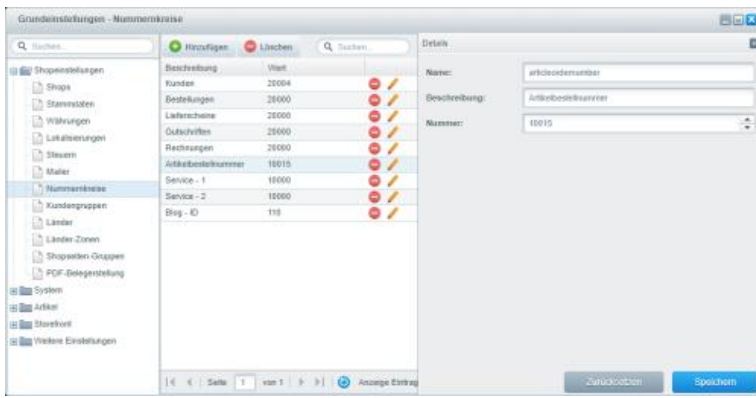 Grundeinstellungen - Nummernkreise
Suchen...
Shopeinstellungen
Shops
Stammdaten
Währungen
Lokalisierungen
Steuern
Mailer
Nummernkreise
Kundengruppen
Länder
Länder-Zonen
Shopseiten-Gruppen
PDF-Belegerstellung
System
Artikel
Storefront
Weitere Einstellungen
Hinzufügen Löschen Suchen...
Beschreibung Wert
Kunden 20004
Bestellungen 20000
Lieferscheine 20000
Gutschriften 20000
Rechnungen 20000
Artikelbestellnummer 10015
Service - 1 10000
Service - 2 10000
Blog - ID 110
Seite 1 von 1 Anzeige Eintrag
Details
Name: articleordernumber
Beschreibung: Artikelbestellnummer
Nummer: 10015
Zurücksetzen Speichern